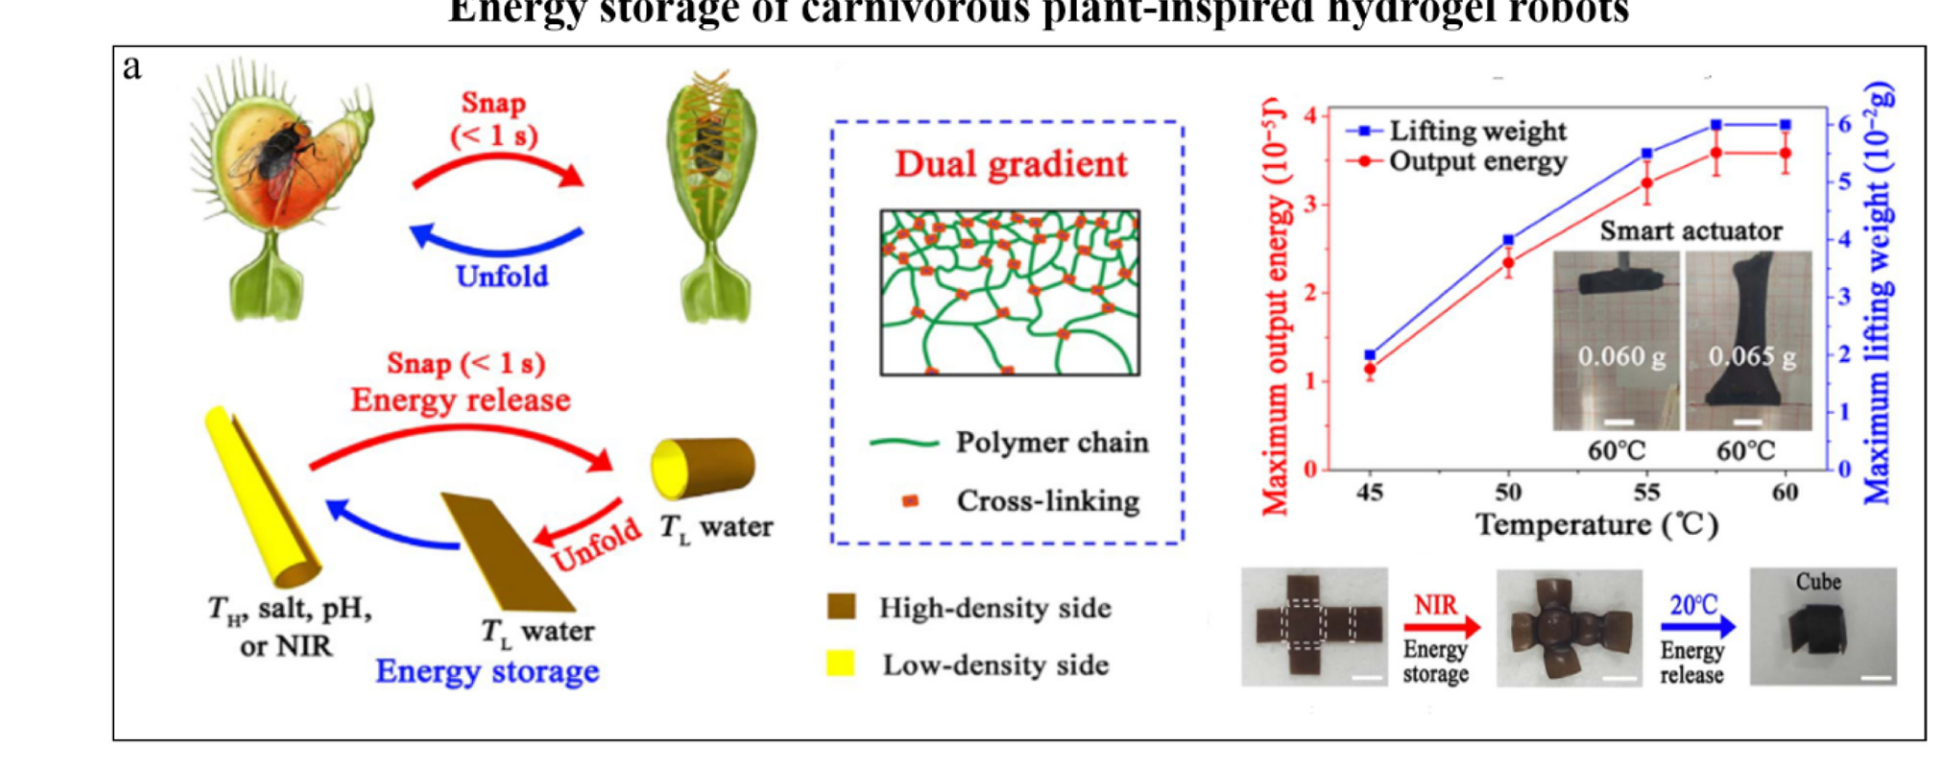 Energy storage of carnivorous plant-inspired hydrogel robots
a
Snap
(< 1 s)
Unfold
Snap (< 1 s)
Energy release
Unfold
T_L water
T_H, salt, pH,
or NIR
T_L water
Energy storage
Dual gradient
Polymer chain
Cross-linking
High-density side
Low-density side
Maximum output energy (10⁻⁵J)
4
3
2
1
0
Lifting weight
Output energy
Smart actuator
0.060 g
0.065 g
60℃
60℃
6
5
4
3
2
1
0
Maximum lifting weight (10⁻²g)
45
50
55
60
Temperature (℃)
NIR
Energy
storage
20℃
Energy
release
Cube